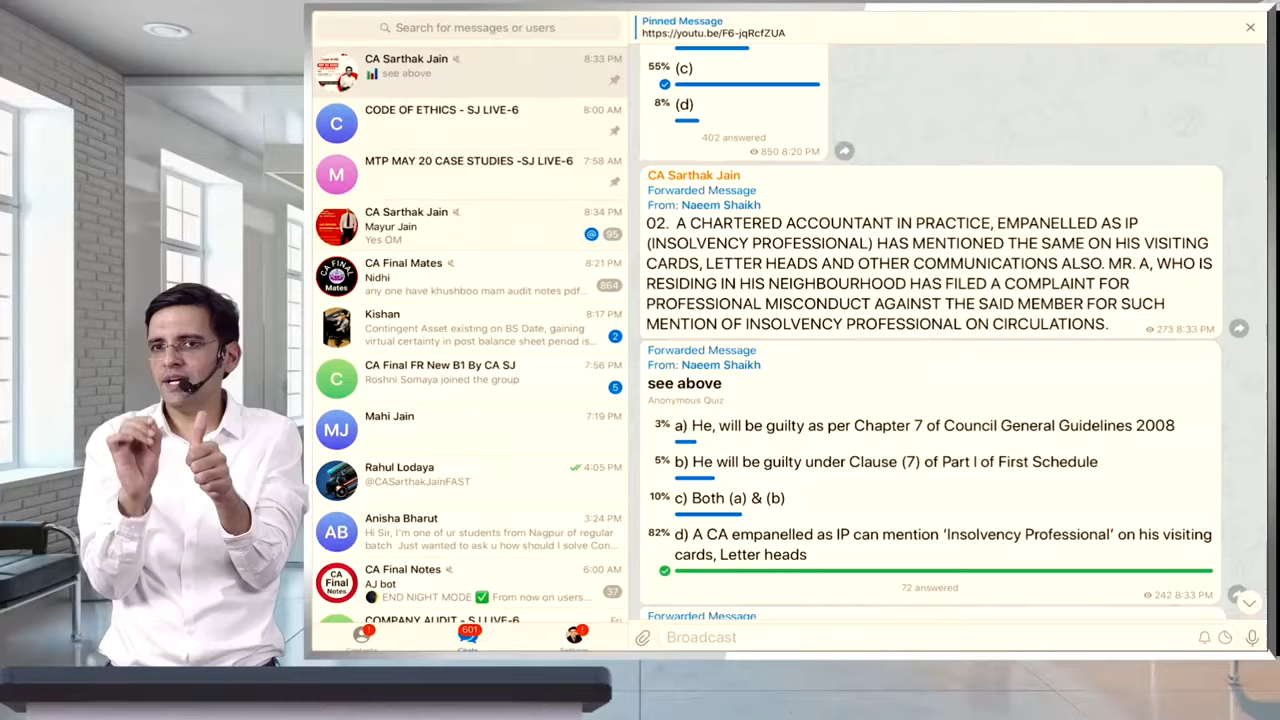 Search for messages or users
CA Sarthak Jain
8:33 PM
see above
C
CODE OF ETHICS - SJ LIVE-6
8:00 AM
M
MTP MAY 20 CASE STUDIES -SJ LIVE-6
7:58 AM
CA Sarthak Jain
8:34 PM
Mayur Jain
Yes OM
@
95
CA FINAL
Mates
CA Final Mates
8:21 PM
Nidhi
any one have khushboo mam audit notes pdf...
864
Kishan
8:17 PM
Contingent Asset existing on BS Date, gaining
virtual certainty in post balance sheet period is...
2
C
CA Final FR New B1 By CA SJ
7:56 PM
Roshni Somaya joined the group
5
MJ
Mahi Jain
7:19 PM
Rahul Lodaya
4:05 PM
@CASarthakJainFAST
AB
Anisha Bharut
3:24 PM
Hi Sir, I'm one of ur students from Nagpur of regular
batch Just wanted to ask u how should I solve Con...
CA
Final
Notes
CA Final Notes
6:00 AM
AJ bot
END NIGHT MODE ✅ From now on users...
37
COMPANY AUDIT - SJ LIVE-6
Fri
!
601
!
Contacts
Chats
Settings
Pinned Message
https://youtu.be/F6-jqRcfZUA
55% (c)
8% (d)
402 answered
850 8:20 PM
CA Sarthak Jain
Forwarded Message
From: Naeem Shaikh
02. A CHARTERED ACCOUNTANT IN PRACTICE, EMPANELLED AS IP
(INSOLVENCY PROFESSIONAL) HAS MENTIONED THE SAME ON HIS VISITING
CARDS, LETTER HEADS AND OTHER COMMUNICATIONS ALSO. MR. A, WHO IS
RESIDING IN HIS NEIGHBOURHOOD HAS FILED A COMPLAINT FOR
PROFESSIONAL MISCONDUCT AGAINST THE SAID MEMBER FOR SUCH
MENTION OF INSOLVENCY PROFESSIONAL ON CIRCULATIONS.
273 8:33 PM
Forwarded Message
From: Naeem Shaikh
see above
Anonymous Quiz
3% a) He, will be guilty as per Chapter 7 of Council General Guidelines 2008
5% b) He will be guilty under Clause (7) of Part I of First Schedule
10% c) Both (a) & (b)
82% d) A CA empanelled as IP can mention 'Insolvency Professional' on his visiting
cards, Letter heads
72 answered
242 8:33 PM
Forwarded Message
Broadcast